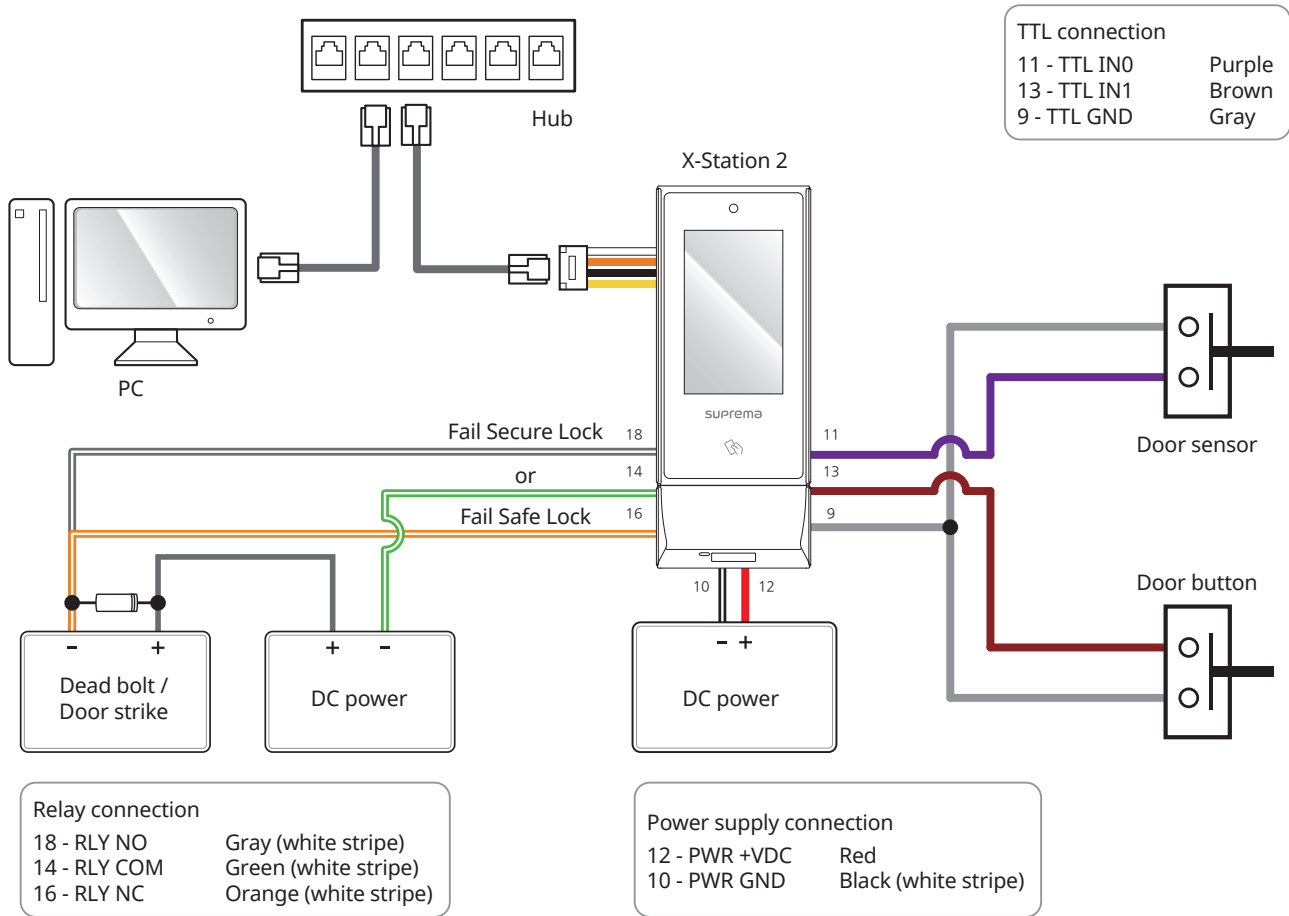 TTL connection
11 - TTL IN0 Purple
13 - TTL IN1 Brown
9 - TTL GND Gray
Hub
X-Station 2
PC
suprema
Fail Secure Lock 18
or 14
Fail Safe Lock 16
11
13
9
Door sensor
10 12
Door button
- +
Dead bolt /
Door strike
+ -
DC power
- +
DC power
Relay connection
18 - RLY NO Gray (white stripe)
14 - RLY COM Green (white stripe)
16 - RLY NC Orange (white stripe)
Power supply connection
12 - PWR +VDC Red
10 - PWR GND Black (white stripe)